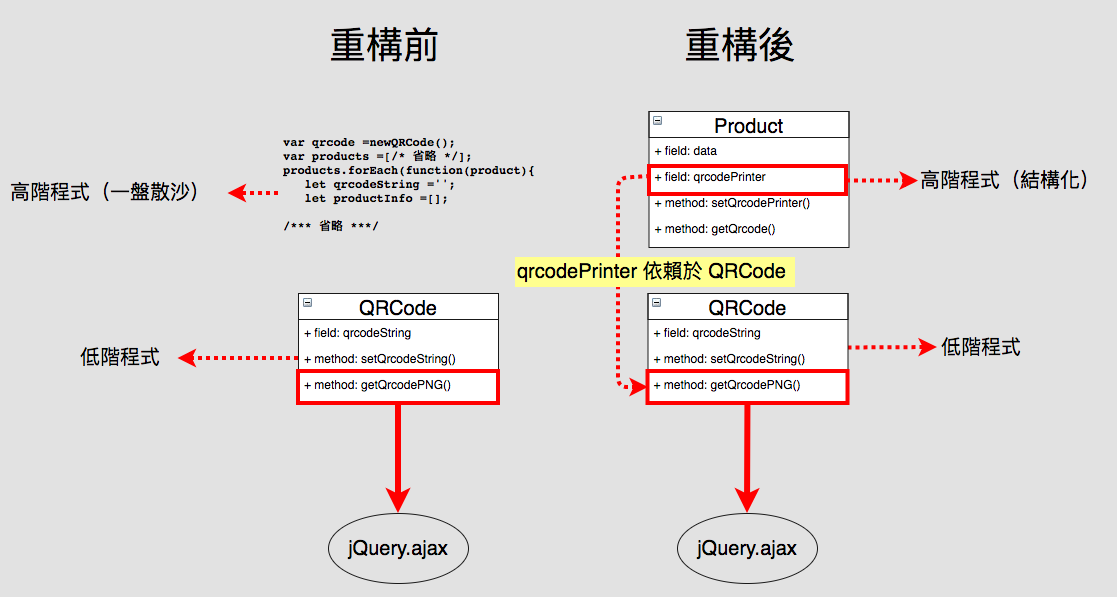 重構前
重構後
var qrcode =newQRCode();
var products =[/* 省略 */];
products.forEach(function(product){
let qrcodeString ='';
let productInfo =[];
/*** 省略 ***/
高階程式（一盤散沙）
Product
+ field: data
+ field: qrcodePrinter
+ method: setQrcodePrinter()
+ method: getQrcode()
高階程式（結構化）
qrcodePrinter 依賴於 QRCode
QRCode
+ field: qrcodeString
+ method: setQrcodeString()
+ method: getQrcodePNG()
低階程式
QRCode
+ field: qrcodeString
+ method: setQrcodeString()
+ method: getQrcodePNG()
低階程式
jQuery.ajax
jQuery.ajax